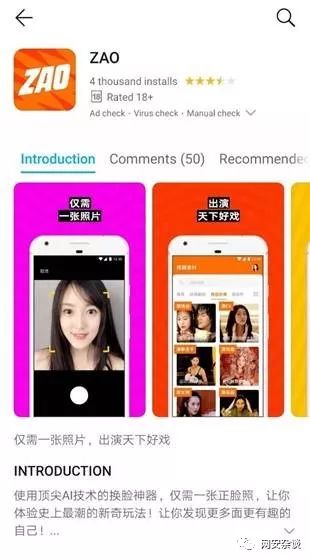 ZAO
ZAO
4 thousand installs
18 Rated 18+
Ad check · Virus check · Manual check
Introduction
Comments (50)
Recommende
仅需
一张照片
出演
天下好戏
仅需一张照片，出演天下好戏
INTRODUCTION
使用顶尖AI技术的换脸神器，仅需一张正脸照，让你
体验史上最潮的新奇玩法！让你发现更多面更有趣的
自己！...
网安杂谈